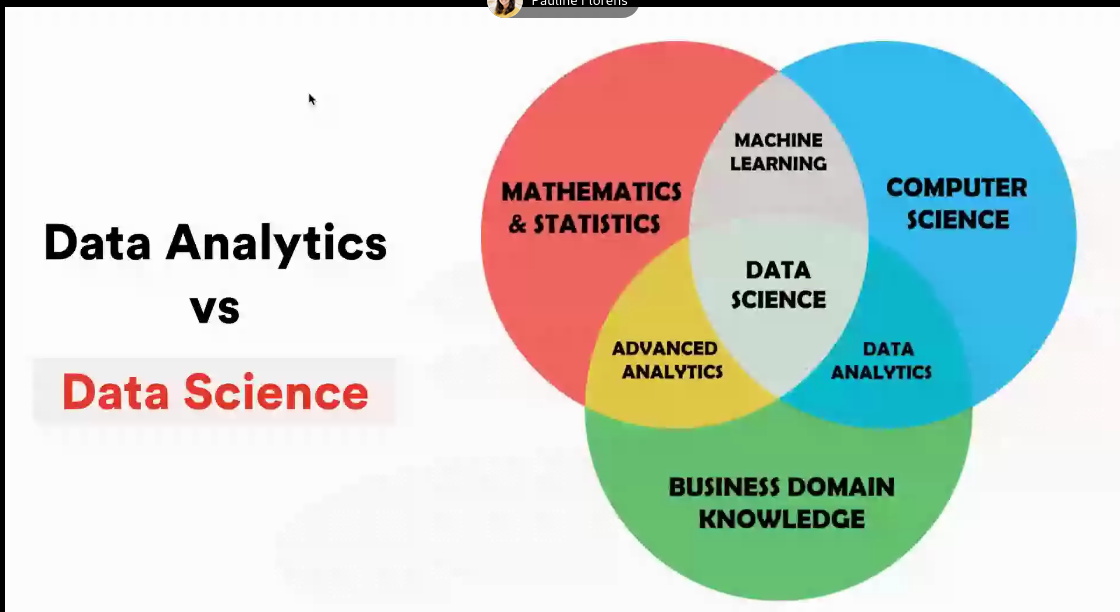 Pauline Florens
Data Analytics
vs
Data Science
MATHEMATICS
& STATISTICS
MACHINE
LEARNING
COMPUTER
SCIENCE
DATA
SCIENCE
ADVANCED
ANALYTICS
DATA
ANALYTICS
BUSINESS DOMAIN
KNOWLEDGE